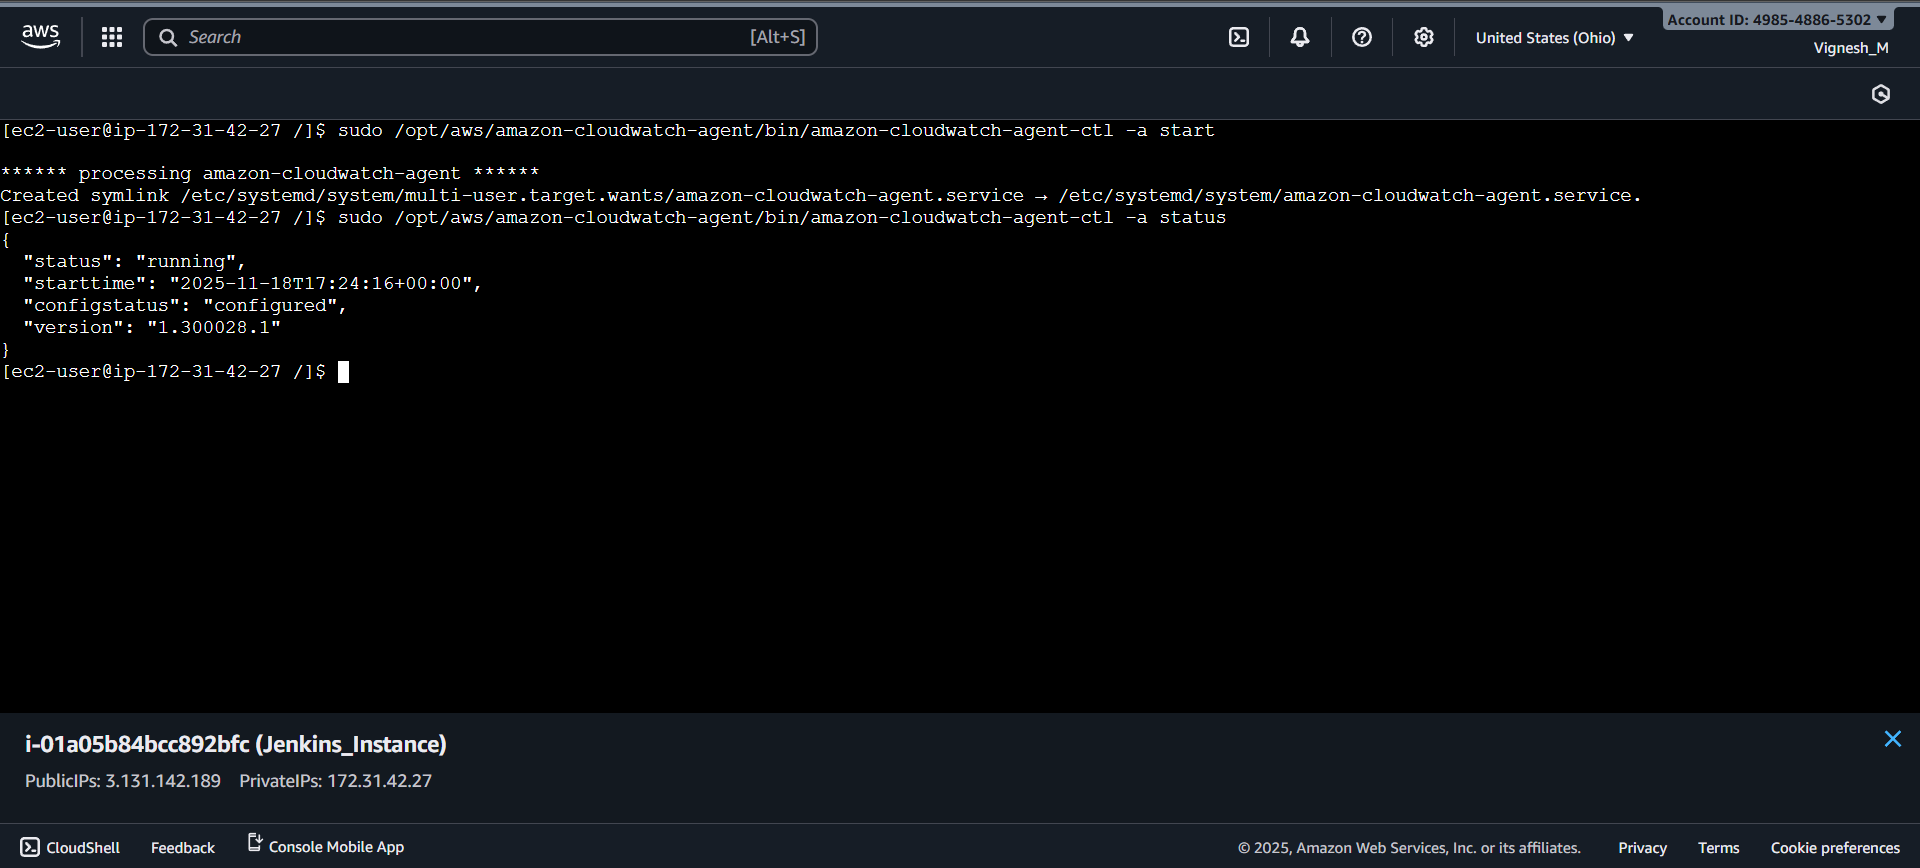 aws
Search
[Alt+S]
United States (Ohio) ▼
Account ID: 4985-4886-5302 ▼
Vignesh_M
[ec2-user@ip-172-31-42-27 /]$ sudo /opt/aws/amazon-cloudwatch-agent/bin/amazon-cloudwatch-agent-ctl -a start
****** processing amazon-cloudwatch-agent ******
Created symlink /etc/systemd/system/multi-user.target.wants/amazon-cloudwatch-agent.service → /etc/systemd/system/amazon-cloudwatch-agent.service.
[ec2-user@ip-172-31-42-27 /]$ sudo /opt/aws/amazon-cloudwatch-agent/bin/amazon-cloudwatch-agent-ctl -a status
{
  "status": "running",
  "starttime": "2025-11-18T17:24:16+00:00",
  "configstatus": "configured",
  "version": "1.300028.1"
}
[ec2-user@ip-172-31-42-27 /]$
i-01a05b84bcc892bfc (Jenkins_Instance)
PublicIPs: 3.131.142.189 PrivateIPs: 172.31.42.27
CloudShell Feedback Console Mobile App © 2025, Amazon Web Services, Inc. or its affiliates. Privacy Terms Cookie preferences